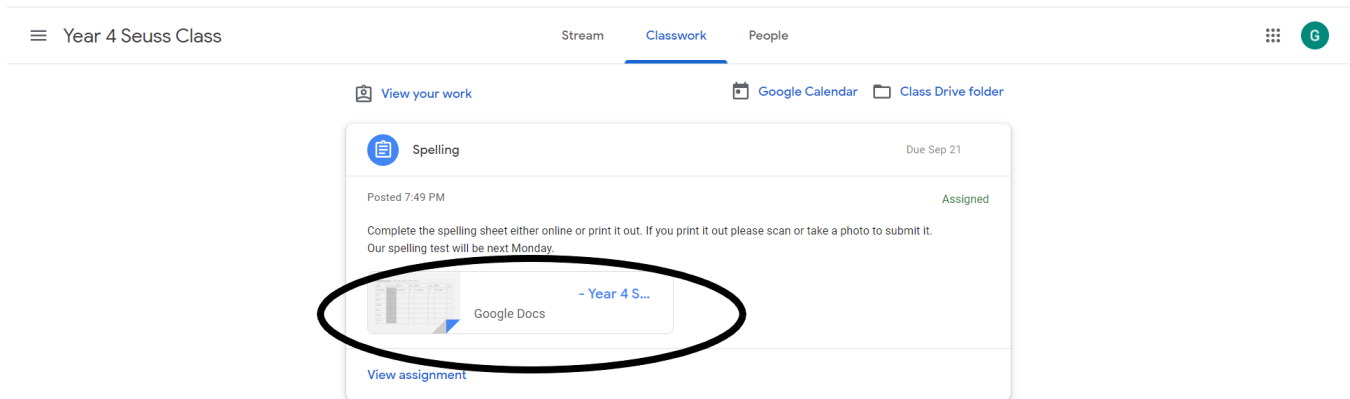 Year 4 Seuss Class
Stream Classwork People
G
View your work
Google Calendar Class Drive folder
Spelling
Due Sep 21
Posted 7:49 PM
Assigned
Complete the spelling sheet either online or print it out. If you print it out please scan or take a photo to submit it.
Our spelling test will be next Monday.
- Year 4 S...
Google Docs
View assignment